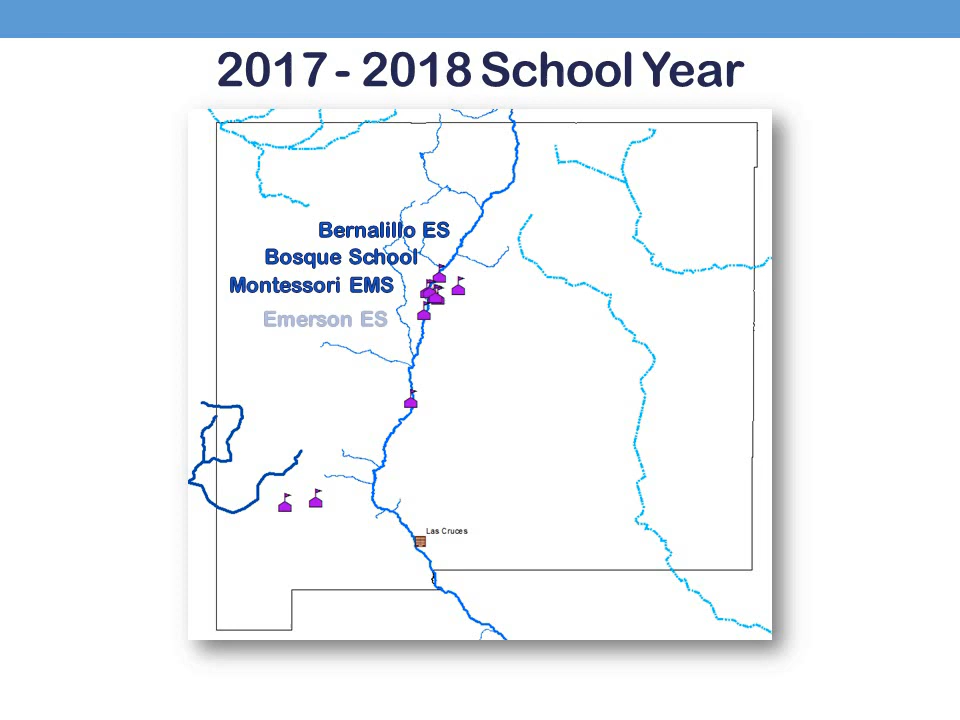 2017 - 2018 School Year
Bernalillo ES
Bosque School
Montessori EMS
Emerson ES
Las Cruces